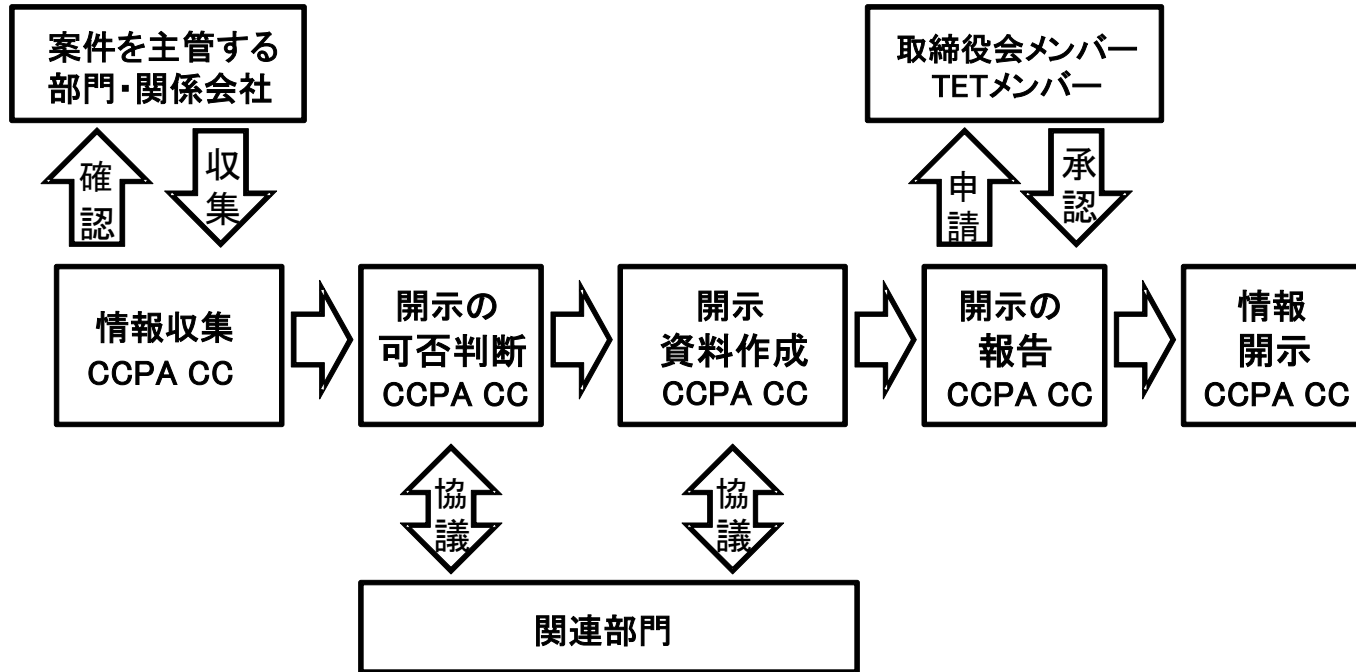 案件を主管する
部門・関係会社
取締役会メンバー
TETメンバー
確認
収集
申請
承認
情報収集
CCPA CC
開示の
可否判断
CCPA CC
開示
資料作成
CCPA CC
開示の
報告
CCPA CC
情報
開示
CCPA CC
協議
協議
関連部門